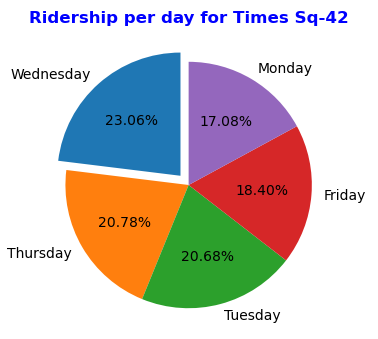 Ridership per day for Times Sq-42
Wednesday
23.06%
Monday
17.08%
Friday
18.40%
Thursday
20.78%
Tuesday
20.68%